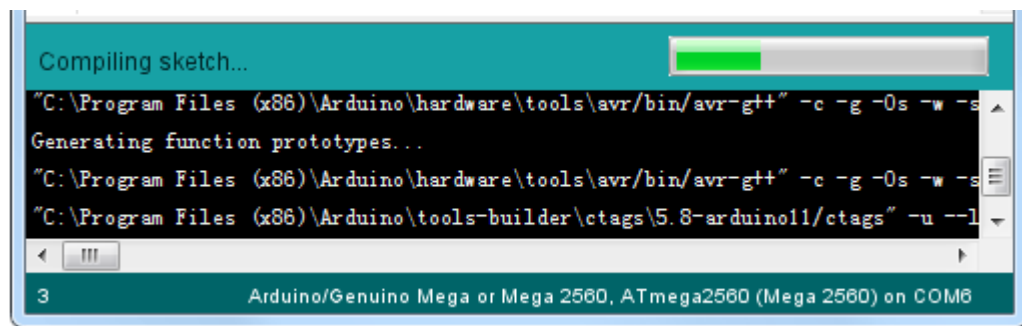 Compiling sketch...
"C:\Program Files (x86)\Arduino\hardware\tools\avr/bin/avr-g++" -c -g -Os -w -s
Generating function prototypes...
"C:\Program Files (x86)\Arduino\hardware\tools\avr/bin/avr-g++" -c -g -Os -w -s
"C:\Program Files (x86)\Arduino\tools-builder\ctags\5.8-arduino11/ctags" -u --l
3 Arduino/Genuino Mega or Mega 2560, ATmega2560 (Mega 2560) on COM6